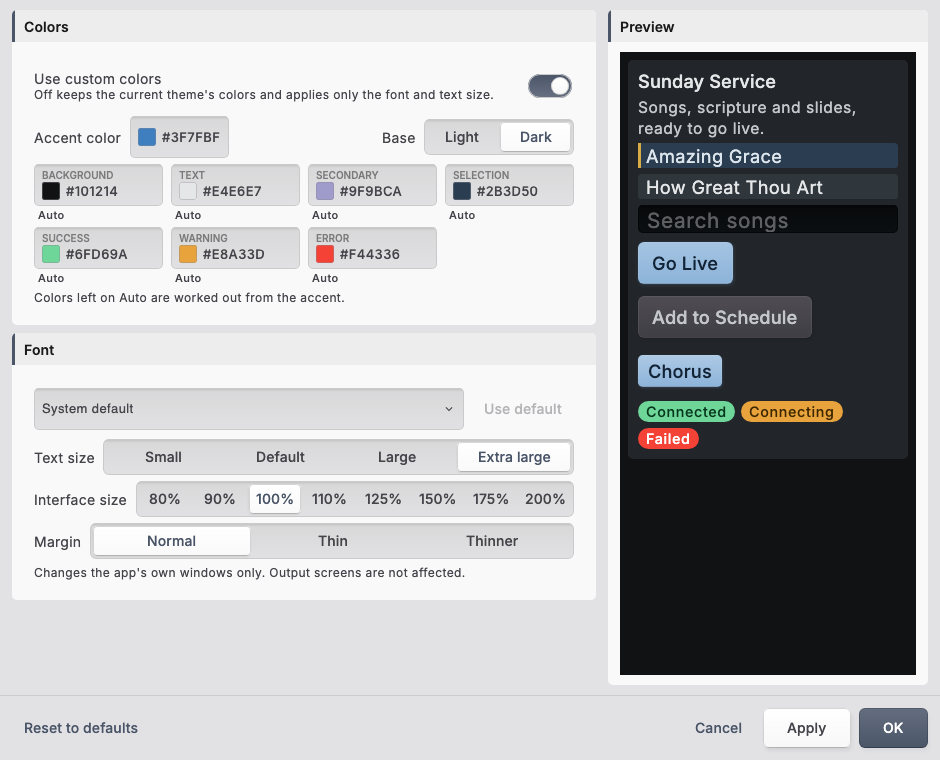 Colors
Use custom colors
Off keeps the current theme's colors and applies only the font and text size.
Accent color
#3F7FBF
Base
Light
Dark
BACKGROUND
#101214
Auto
TEXT
#E4E6E7
Auto
SECONDARY
#9F9BCA
Auto
SELECTION
#2B3D50
Auto
SUCCESS
#6FD69A
Auto
WARNING
#E8A33D
Auto
ERROR
#F44336
Auto
Colors left on Auto are worked out from the accent.
Font
System default
Use default
Text size
Small
Default
Large
Extra large
Interface size
80%
90%
100%
110%
125%
150%
175%
200%
Margin
Normal
Thin
Thinner
Changes the app's own windows only. Output screens are not affected.
Preview
Sunday Service
Songs, scripture and slides,
ready to go live.
Amazing Grace
How Great Thou Art
Search songs
Go Live
Add to Schedule
Chorus
Connected
Connecting
Failed
Reset to defaults
Cancel
Apply
OK